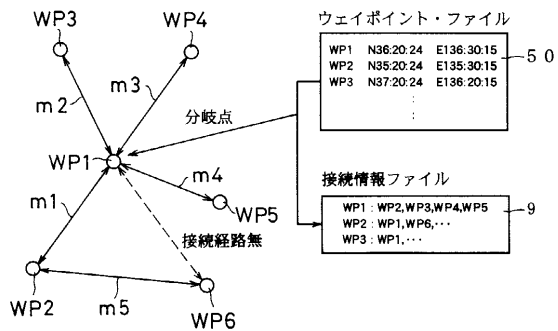 WP3
WP4
m2
m3
分岐点
WP1
m4
m1
WP5
接続経路無
WP2
m5
WP6
ウェイポイント・ファイル
50
WP1 N36:20:24 E136:30:15
WP2 N35:20:24 E135:30:15
WP3 N37:20:24 E136:20:15
:
:
接続情報ファイル
9
WP1 : WP2,WP3,WP4,WP5
WP2 : WP1,WP6,･･･
WP3 : WP1,･･･